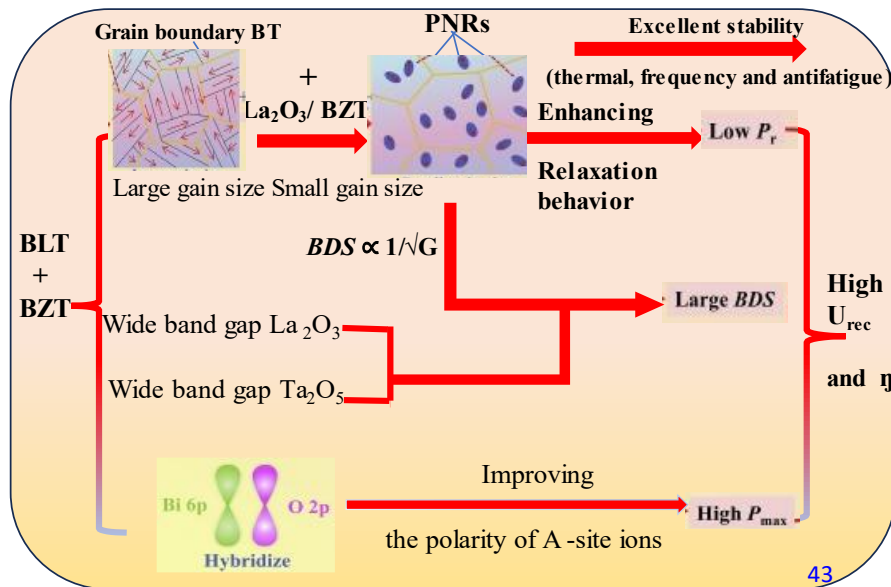 Grain boundary BT
PNRs
Excellent stability
(thermal, frequency and antifatigue)
+
La₂O₃/ BZT
Enhancing
Relaxation
behavior
Low Pr
Large gain size Small gain size
BLT
+
BZT
BDS ∝ 1/√G
Large BDS
High
Urec
and η
Wide band gap La ₂O₃
Wide band gap Ta₂O₅
Bi 6p
O 2p
Hybridize
Improving
the polarity of A -site ions
High Pmax
43